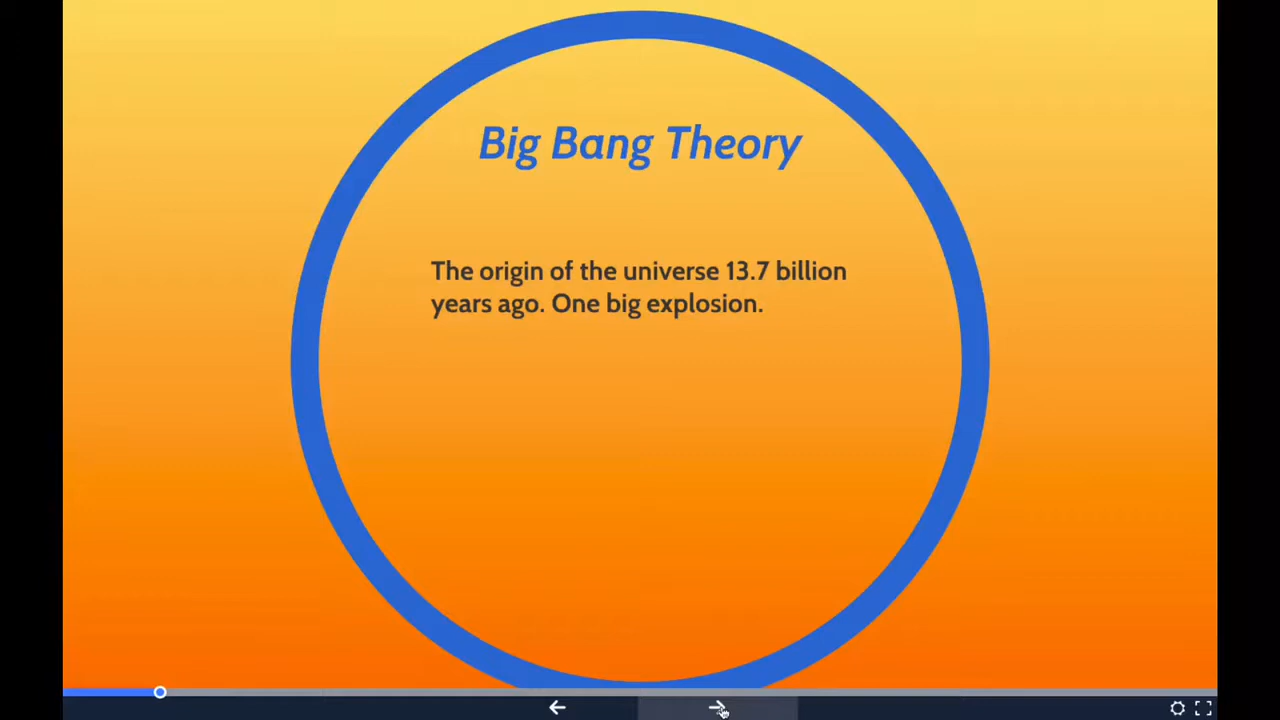 Big Bang Theory
The origin of the universe 13.7 billion
years ago. One big explosion.